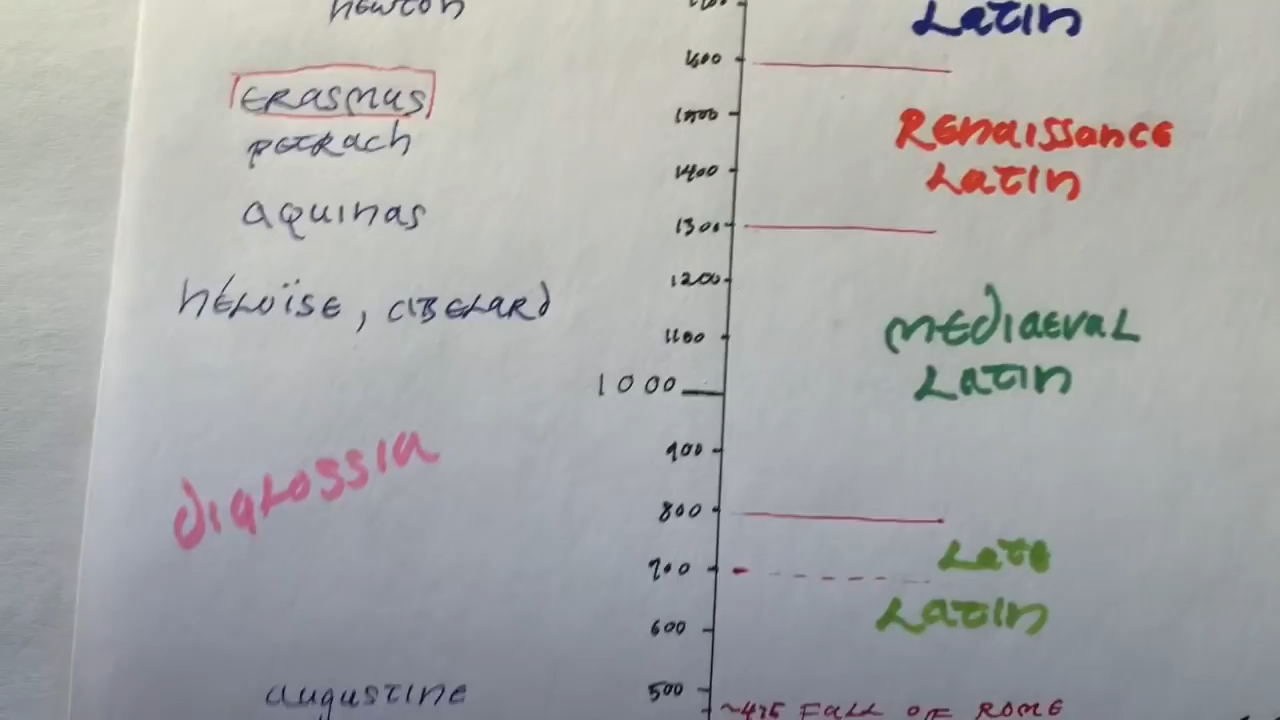 newton
Latin
1600
Erasmus
1500
Renaissance
Latin
Petrach
1400
Aquinas
1300
1200
Héloïse, Abelard
1100
Mediaeval
Latin
1000
900
Diglossia
800
Late
700
Latin
600
Augustine
500
~475 FALL OF ROME